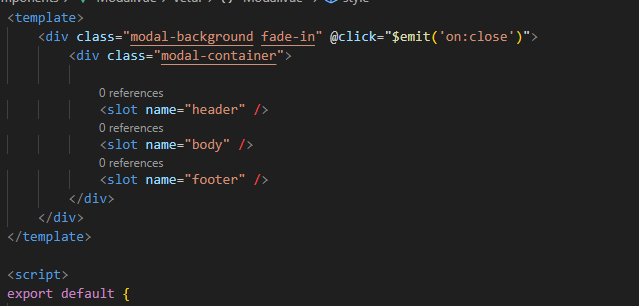 <template>
<div class="modal-background fade-in" @click="$emit('on:close')">
<div class="modal-container">
0 references
<slot name="header" />
0 references
<slot name="body" />
0 references
<slot name="footer" />
</div>
</div>
</template>
<script>
export default {